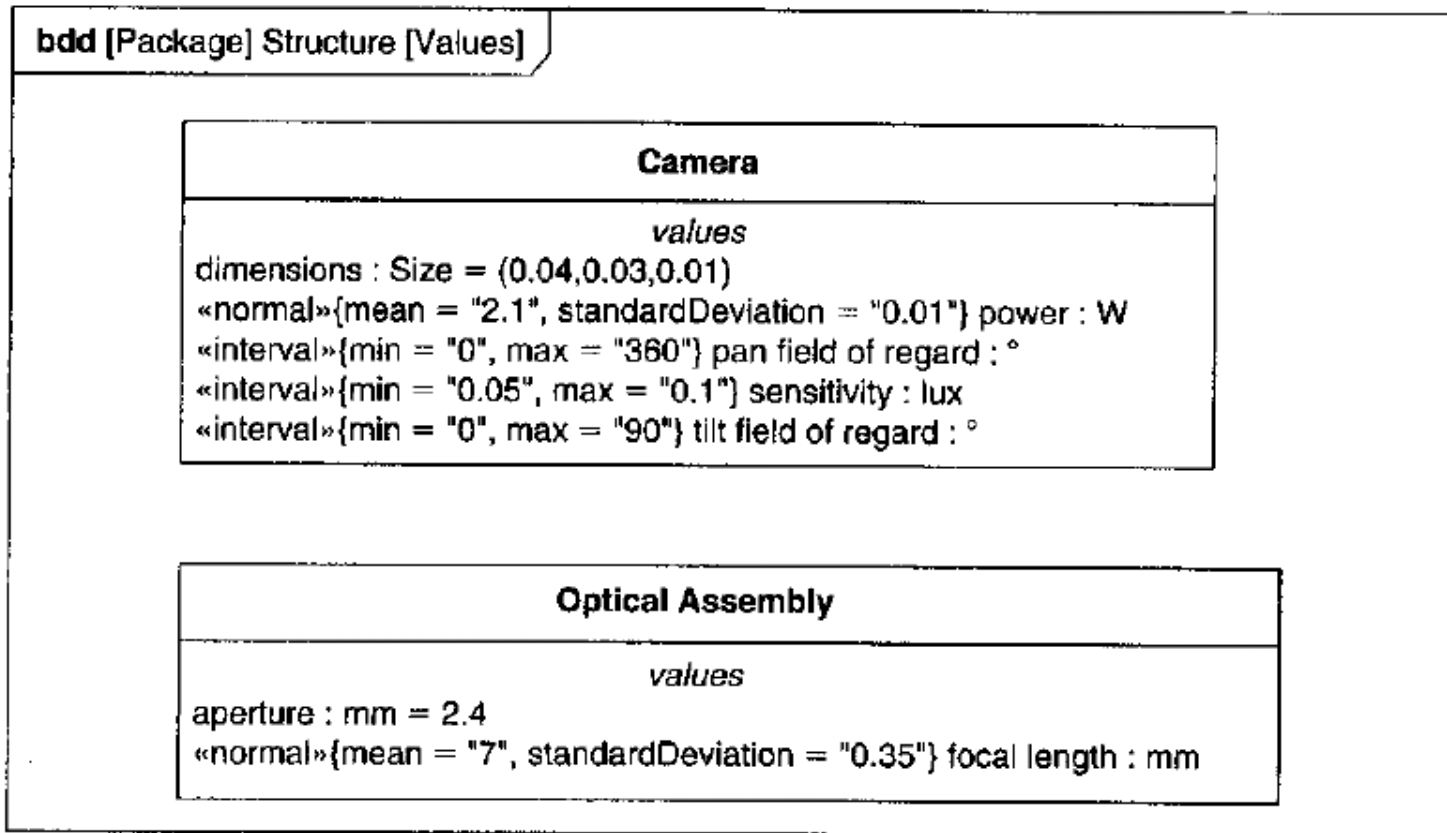 bdd [Package] Structure [Values]
Camera
values
dimensions : Size = (0.04,0.03,0.01)
«normal»{mean = "2.1", standardDeviation = "0.01"} power : W
«interval»{min = "0", max = "360"} pan field of regard : °
«interval»{min = "0.05", max = "0.1"} sensitivity : lux
«interval»{min = "0", max = "90"} tilt field of regard : °
Optical Assembly
values
aperture : mm = 2.4
«normal»{mean = "7", standardDeviation = "0.35"} focal length : mm